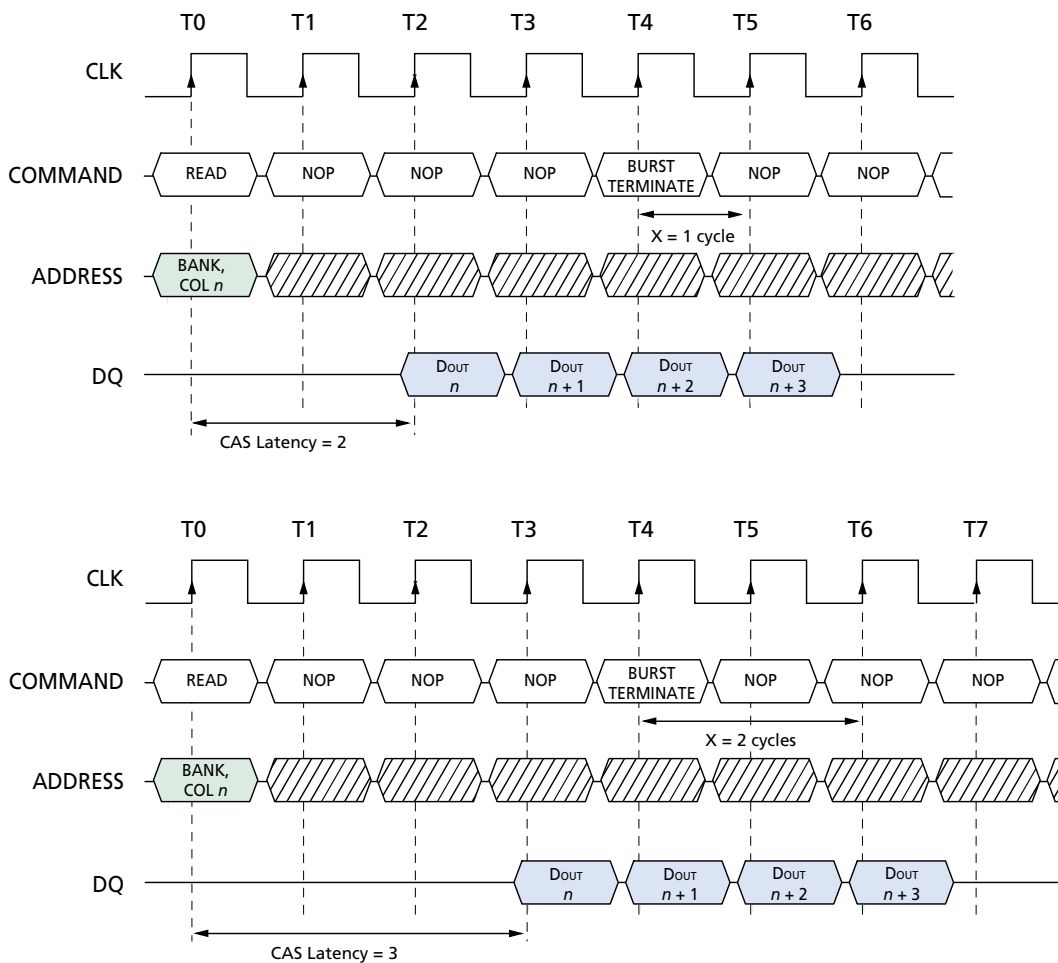 T0 T1 T2 T3 T4 T5 T6
CLK
COMMAND READ NOP NOP NOP BURST TERMINATE NOP NOP
X = 1 cycle
ADDRESS BANK, COL n
DQ DOUT n DOUT n + 1 DOUT n + 2 DOUT n + 3
CAS Latency = 2
T0 T1 T2 T3 T4 T5 T6 T7
CLK
COMMAND READ NOP NOP NOP BURST TERMINATE NOP NOP NOP
X = 2 cycles
ADDRESS BANK, COL n
DQ DOUT n DOUT n + 1 DOUT n + 2 DOUT n + 3
CAS Latency = 3